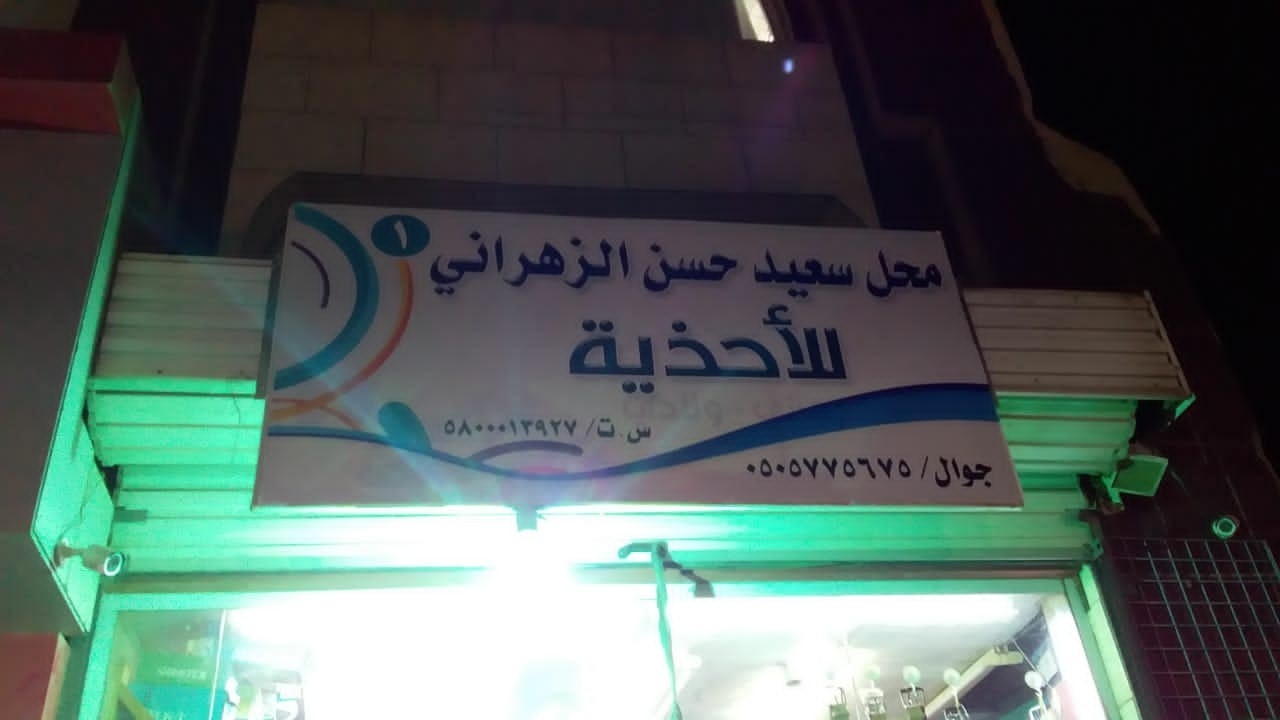 محل سعيد حسن الزهراني ١
للأحذية
س.ت/ ٥٨٠٠٠١٣٩٢٧
جوال/ ٠٥٠٥٧٧٥٦٧٥